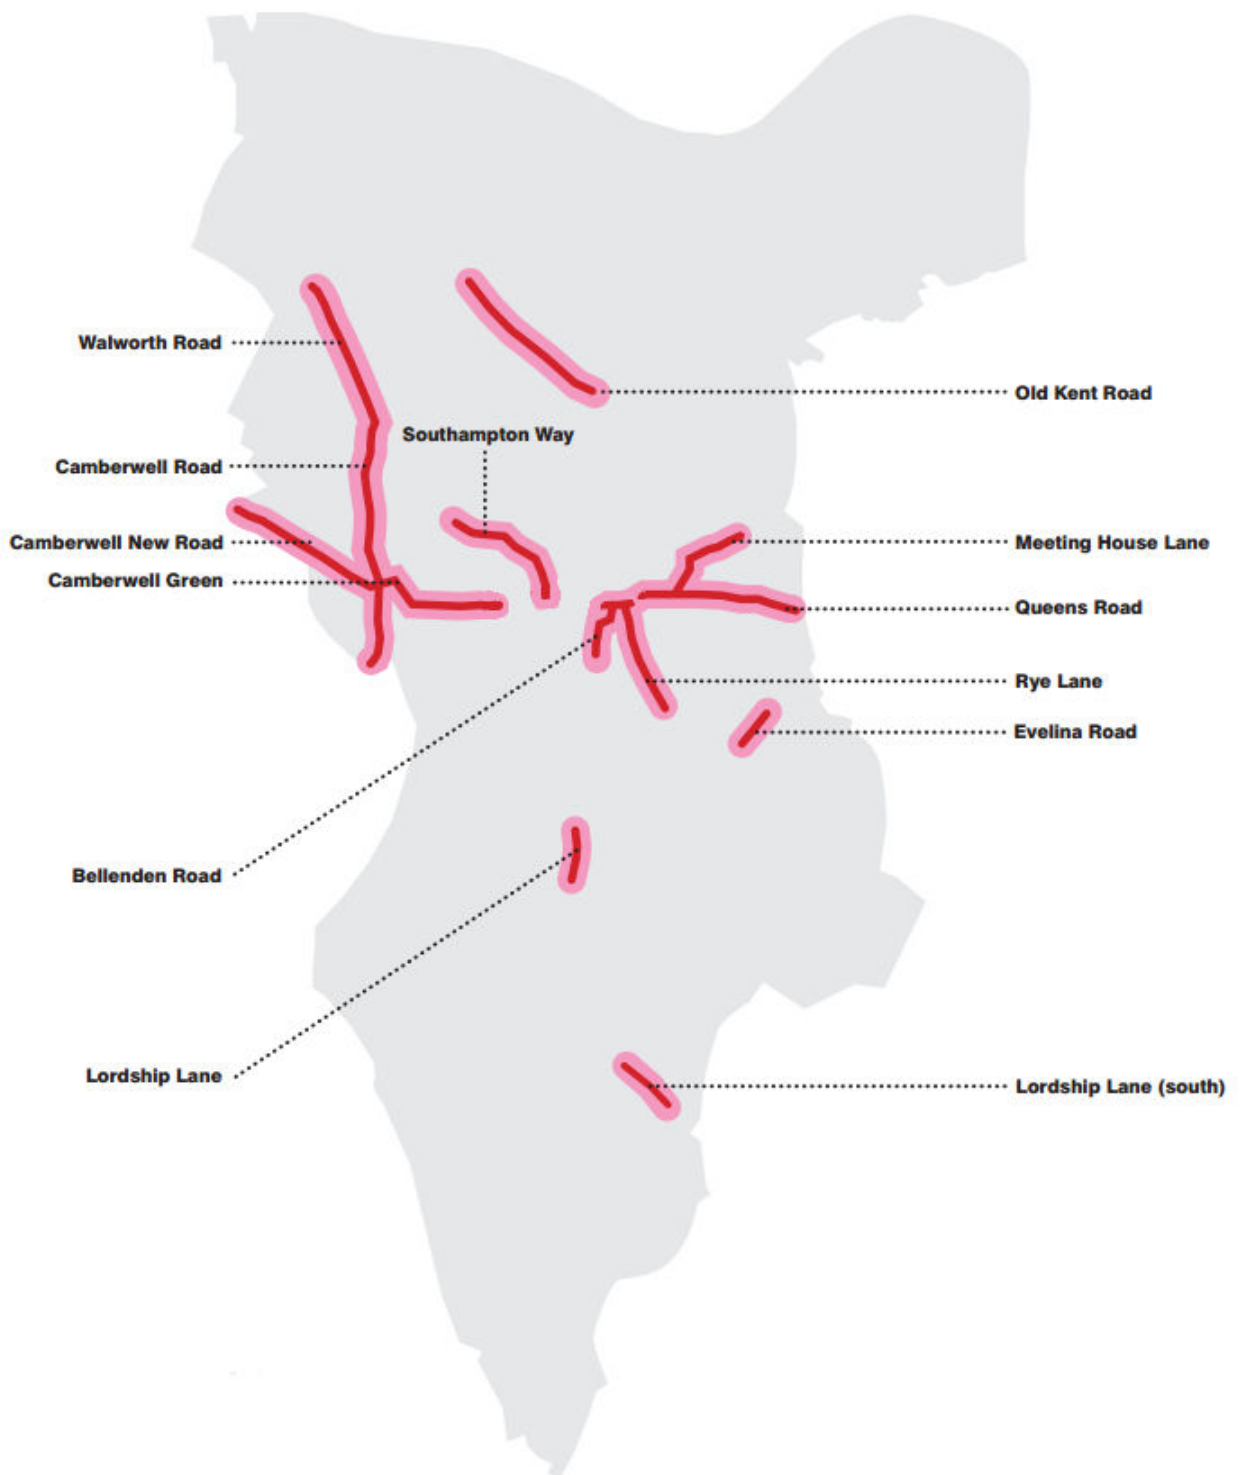 Walworth Road
Old Kent Road
Southampton Way
Camberwell Road
Camberwell New Road
Meeting House Lane
Camberwell Green
Queens Road
Rye Lane
Evelina Road
Bellenden Road
Lordship Lane
Lordship Lane (south)